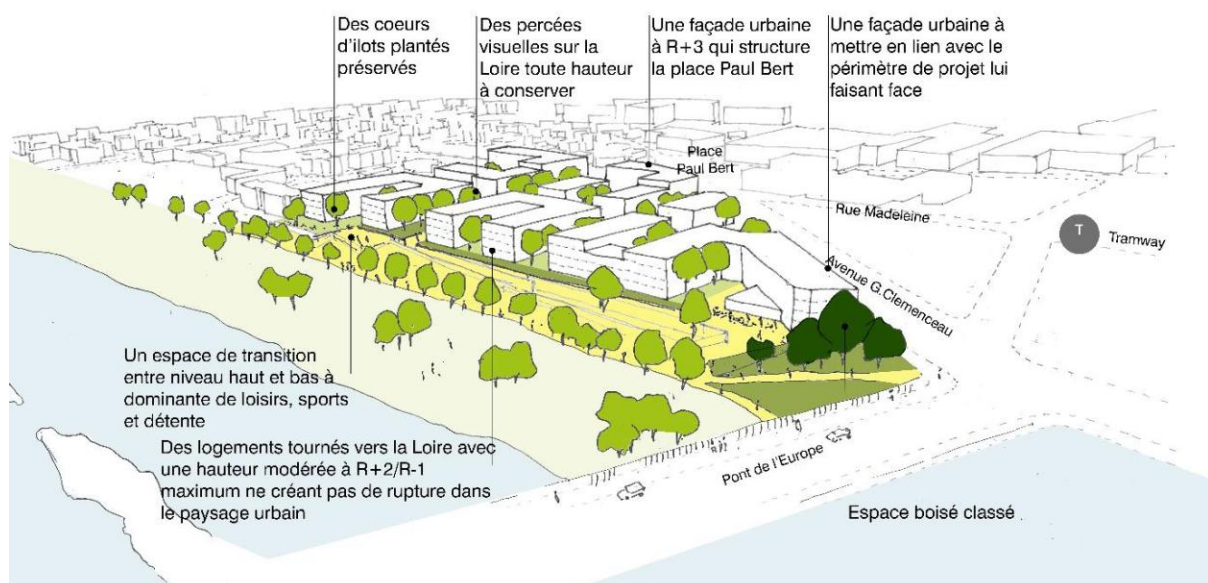 Des coeurs
d'ilots plantés
préservés
Des percées
visuelles sur la
Loire toute hauteur
à conserver
Une façade urbaine
à R+3 qui structure
la place Paul Bert
Une façade urbaine à
mettre en lien avec le
périmètre de projet lui
faisant face
Place
Paul Bert
Rue Madeleine
T
Tramway
Avenue G.Clemenceau
Un espace de transition
entre niveau haut et bas à
dominante de loisirs, sports
et détente
Des logements tournés vers la Loire avec
une hauteur modérée à R+2/R-1
maximum ne créant pas de rupture dans
le paysage urbain
Pont de l'Europe
Espace boisé classé